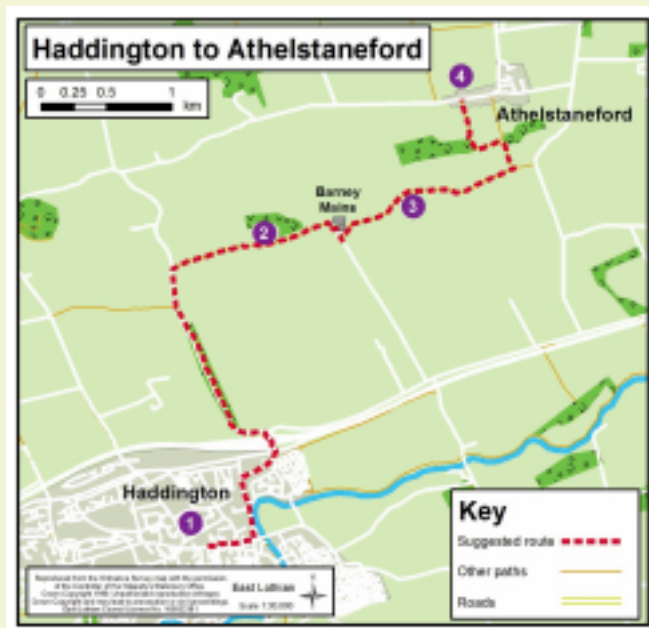 Haddington to Athelstaneford
0 0.25 0.5 1
km
4
Athelstaneford
Barney
Mains
3
2
Haddington
1
Key
Suggested route
Other paths
Roads
East Lothian